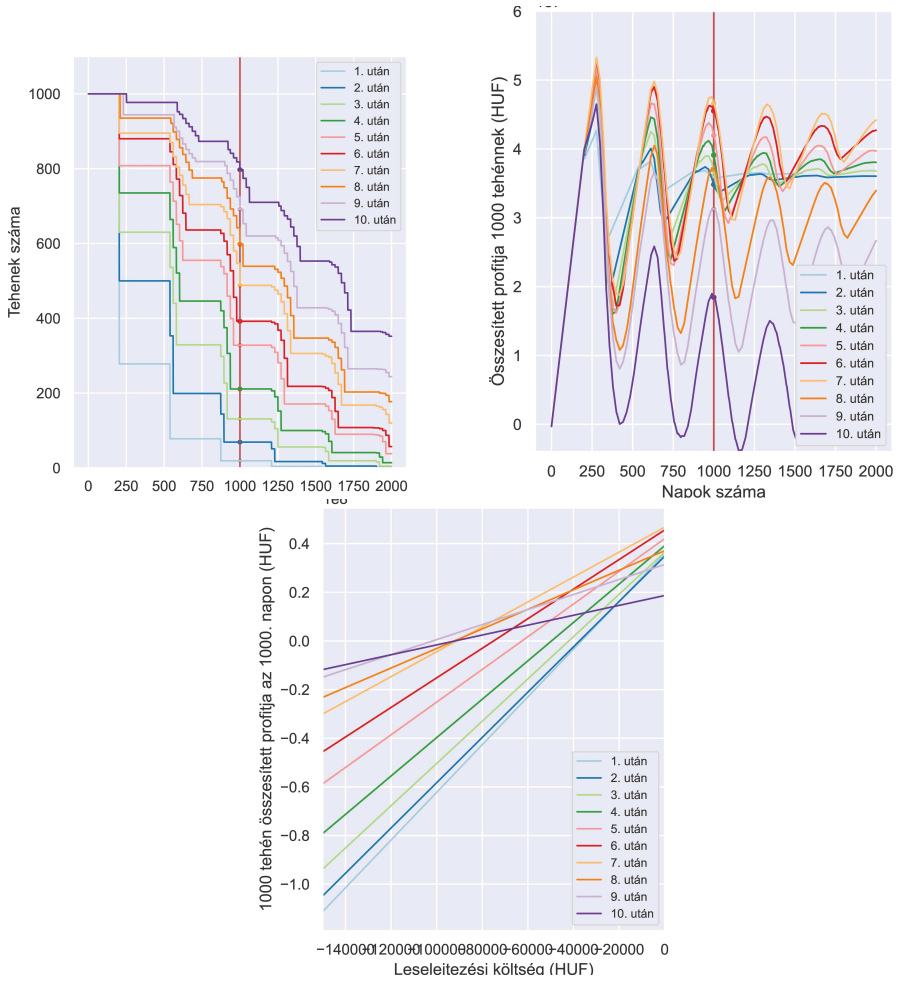 Tehenek száma
1000
800
600
400
200
0
0 250 500 750 1000 1250 1500 1750 2000
1. után
2. után
3. után
4. után
5. után
6. után
7. után
8. után
9. után
10. után
Összesített profitja 1000 tehénnek (HUF)
6
5
4
3
2
1
0
0 250 500 750 1000 1250 1500 1750 2000
Napok száma
1. után
2. után
3. után
4. után
5. után
6. után
7. után
8. után
9. után
10. után
1000 tehén összesített profitja az 1000. napon (HUF)
0.4
0.2
0.0
−0.2
−0.4
−0.6
−0.8
−1.0
−140000 −120000 −100000 −80000 −60000 −40000 −20000 0
Leseleitezési költség (HUF)
1. után
2. után
3. után
4. után
5. után
6. után
7. után
8. után
9. után
10. után